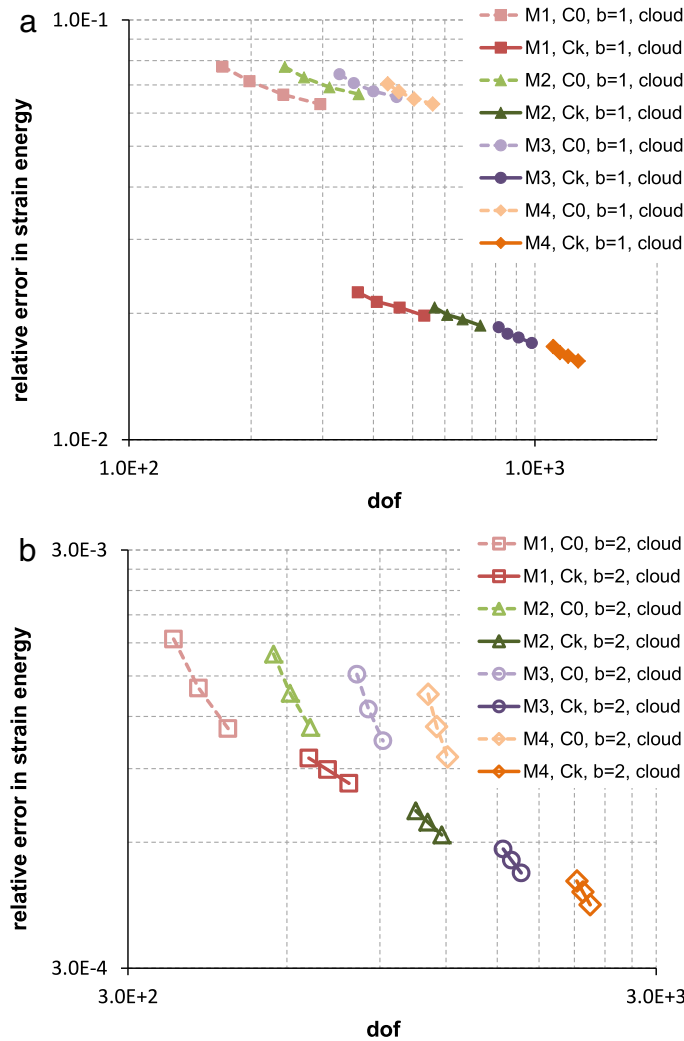 a
1.0E-1
M1, C0, b=1, cloud
M1, Ck, b=1, cloud
M2, C0, b=1, cloud
M2, Ck, b=1, cloud
M3, C0, b=1, cloud
M3, Ck, b=1, cloud
M4, C0, b=1, cloud
M4, Ck, b=1, cloud
relative error in strain energy
1.0E-2
1.0E+2
1.0E+3
dof
b
3.0E-3
M1, C0, b=2, cloud
M1, Ck, b=2, cloud
M2, C0, b=2, cloud
M2, Ck, b=2, cloud
M3, C0, b=2, cloud
M3, Ck, b=2, cloud
M4, C0, b=2, cloud
M4, Ck, b=2, cloud
relative error in strain energy
3.0E-4
3.0E+2
3.0E+3
dof